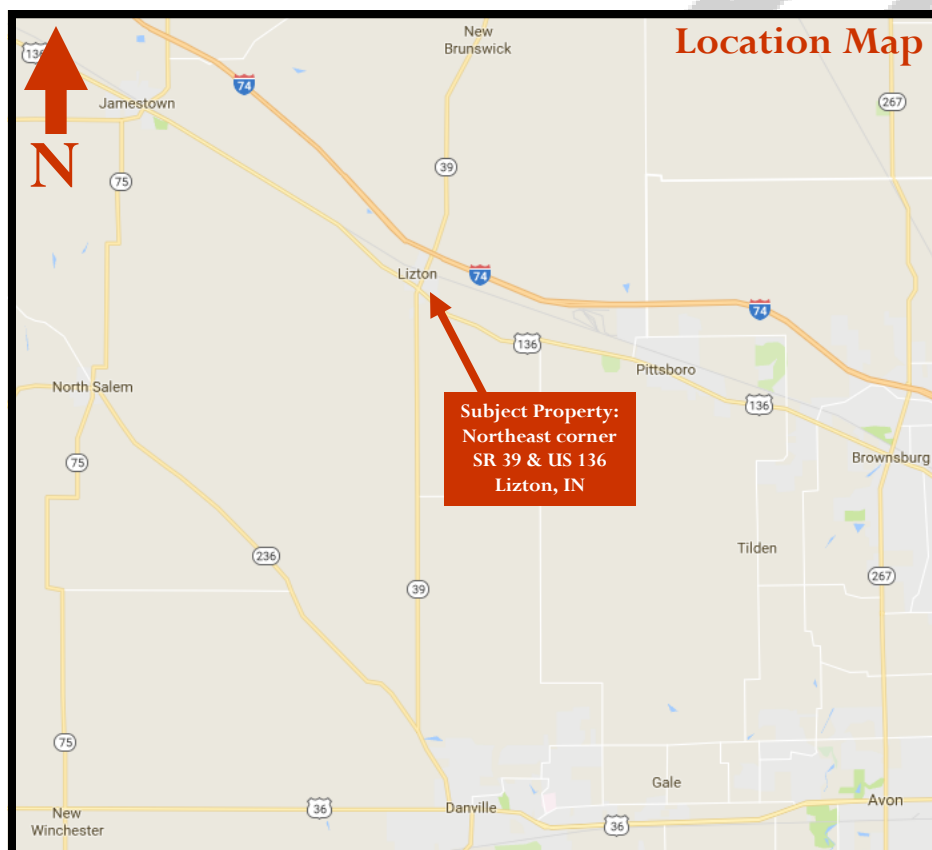 Location Map
New
Brunswick
136
74
267
Jamestown
N
39
75
Lizton
74
74
136
Pittsboro
North Salem
136
Subject Property:
Northeast corner
SR 39 & US 136
Lizton, IN
Brownsburg
75
236
Tilden
39
267
75
Gale
36
Danville
Avon
New
Winchester
36